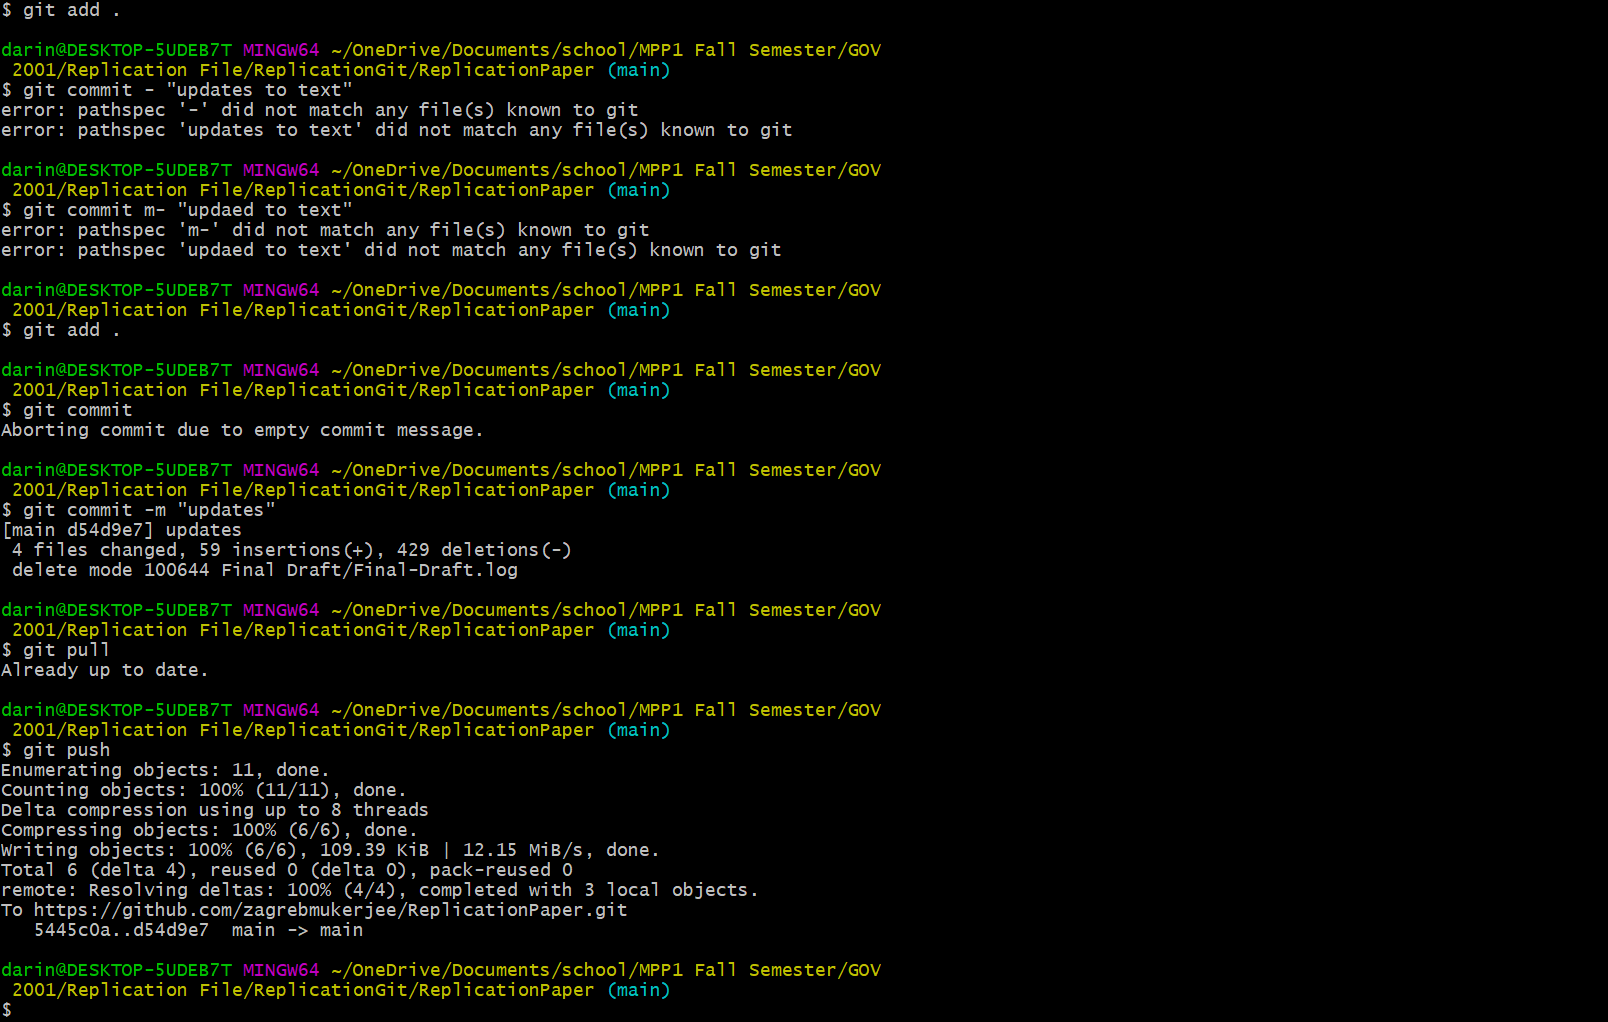 $ git add .
darin@DESKTOP-5UDEB7T MINGW64 ~/OneDrive/Documents/school/MPP1 Fall Semester/GOV
 2001/Replication File/ReplicationGit/ReplicationPaper (main)
$ git commit - "updates to text"
error: pathspec '-' did not match any file(s) known to git
error: pathspec 'updates to text' did not match any file(s) known to git
darin@DESKTOP-5UDEB7T MINGW64 ~/OneDrive/Documents/school/MPP1 Fall Semester/GOV
 2001/Replication File/ReplicationGit/ReplicationPaper (main)
$ git commit m- "updaed to text"
error: pathspec 'm-' did not match any file(s) known to git
error: pathspec 'updaed to text' did not match any file(s) known to git
darin@DESKTOP-5UDEB7T MINGW64 ~/OneDrive/Documents/school/MPP1 Fall Semester/GOV
 2001/Replication File/ReplicationGit/ReplicationPaper (main)
$ git add .
darin@DESKTOP-5UDEB7T MINGW64 ~/OneDrive/Documents/school/MPP1 Fall Semester/GOV
 2001/Replication File/ReplicationGit/ReplicationPaper (main)
$ git commit
Aborting commit due to empty commit message.
darin@DESKTOP-5UDEB7T MINGW64 ~/OneDrive/Documents/school/MPP1 Fall Semester/GOV
 2001/Replication File/ReplicationGit/ReplicationPaper (main)
$ git commit -m "updates"
[main d54d9e7] updates
 4 files changed, 59 insertions(+), 429 deletions(-)
 delete mode 100644 Final Draft/Final-Draft.log
darin@DESKTOP-5UDEB7T MINGW64 ~/OneDrive/Documents/school/MPP1 Fall Semester/GOV
 2001/Replication File/ReplicationGit/ReplicationPaper (main)
$ git pull
Already up to date.
darin@DESKTOP-5UDEB7T MINGW64 ~/OneDrive/Documents/school/MPP1 Fall Semester/GOV
 2001/Replication File/ReplicationGit/ReplicationPaper (main)
$ git push
Enumerating objects: 11, done.
Counting objects: 100% (11/11), done.
Delta compression using up to 8 threads
Compressing objects: 100% (6/6), done.
Writing objects: 100% (6/6), 109.39 KiB | 12.15 MiB/s, done.
Total 6 (delta 4), reused 0 (delta 0), pack-reused 0
remote: Resolving deltas: 100% (4/4), completed with 3 local objects.
To https://github.com/zagrebmukerjee/ReplicationPaper.git
   5445c0a..d54d9e7  main -> main
darin@DESKTOP-5UDEB7T MINGW64 ~/OneDrive/Documents/school/MPP1 Fall Semester/GOV
 2001/Replication File/ReplicationGit/ReplicationPaper (main)
$